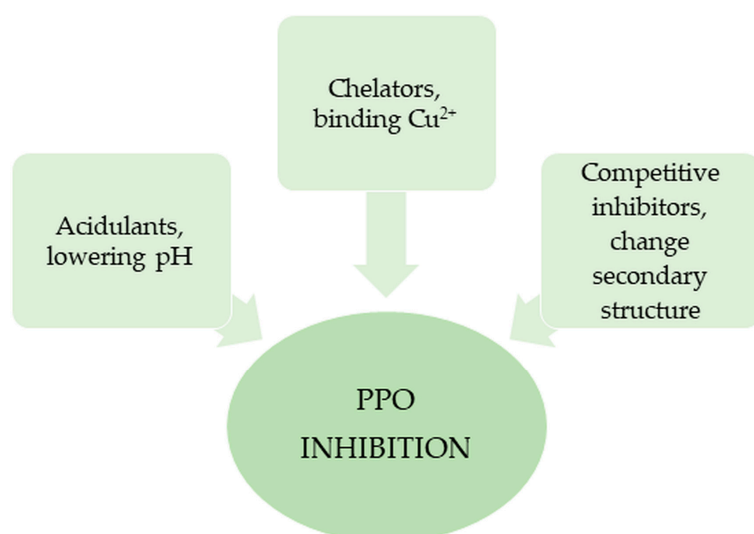 Chelators,
binding Cu²⁺
Acidulants,
lowering pH
Competitive
inhibitors,
change
secondary
structure
PPO
INHIBITION